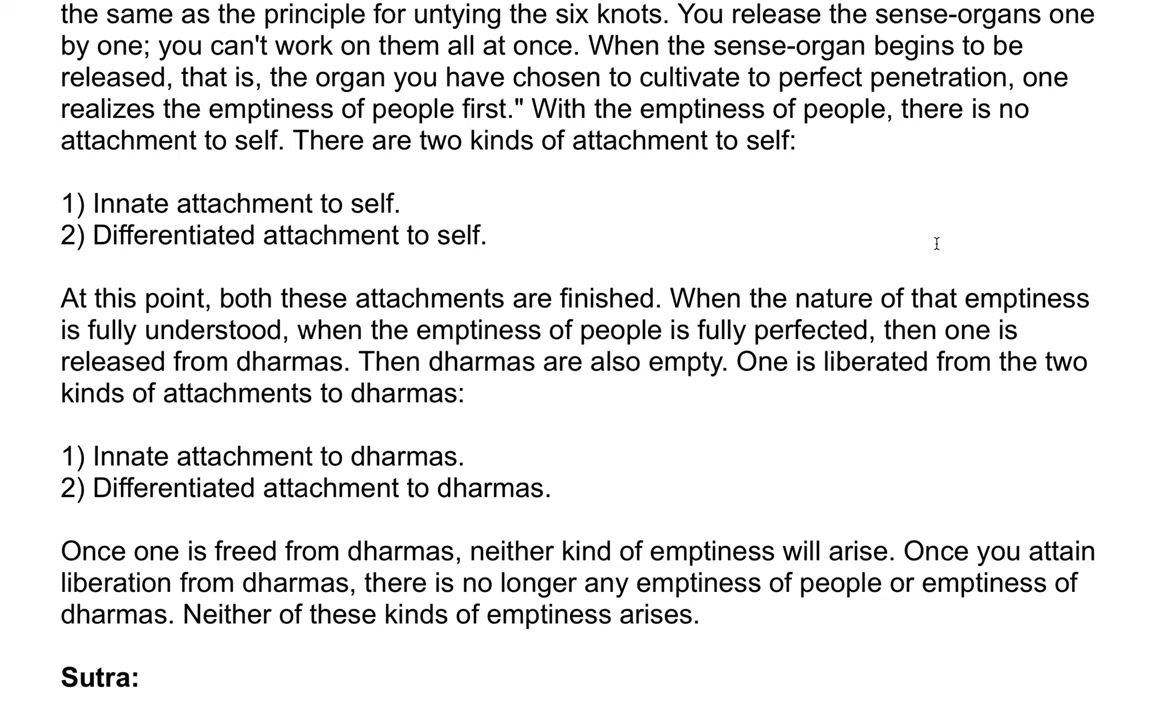 the same as the principle for untying the six knots. You release the sense-organs one
by one; you can't work on them all at once. When the sense-organ begins to be
released, that is, the organ you have chosen to cultivate to perfect penetration, one
realizes the emptiness of people first." With the emptiness of people, there is no
attachment to self. There are two kinds of attachment to self:
1) Innate attachment to self.
2) Differentiated attachment to self.
At this point, both these attachments are finished. When the nature of that emptiness
is fully understood, when the emptiness of people is fully perfected, then one is
released from dharmas. Then dharmas are also empty. One is liberated from the two
kinds of attachments to dharmas:
1) Innate attachment to dharmas.
2) Differentiated attachment to dharmas.
Once one is freed from dharmas, neither kind of emptiness will arise. Once you attain
liberation from dharmas, there is no longer any emptiness of people or emptiness of
dharmas. Neither of these kinds of emptiness arises.
Sutra: